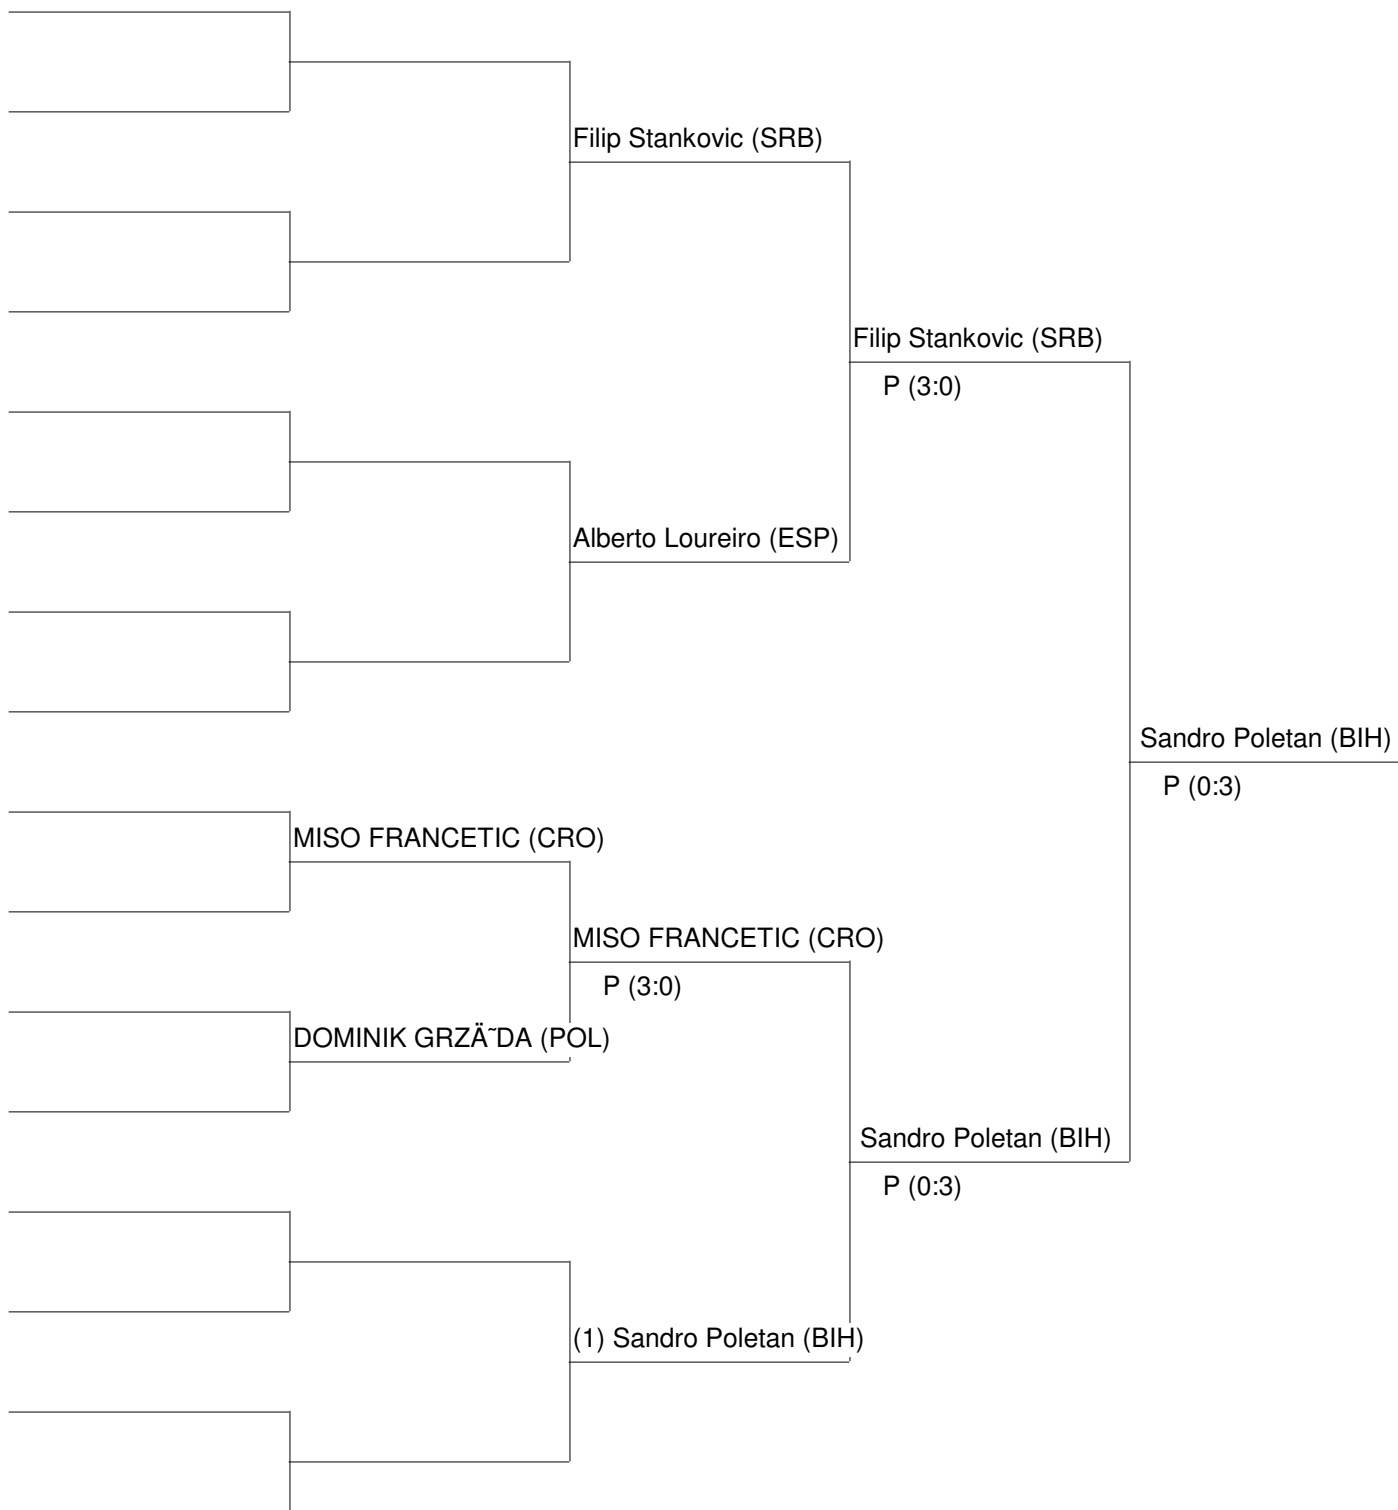 Filip Stankovic (SRB)
Filip Stankovic (SRB)
P (3:0)
Alberto Loureiro (ESP)
Sandro Poletan (BIH)
P (0:3)
MISO FRANCETIC (CRO)
MISO FRANCETIC (CRO)
P (3:0)
DOMINIK GRZÄ˜DA (POL)
Sandro Poletan (BIH)
P (0:3)
(1) Sandro Poletan (BIH)